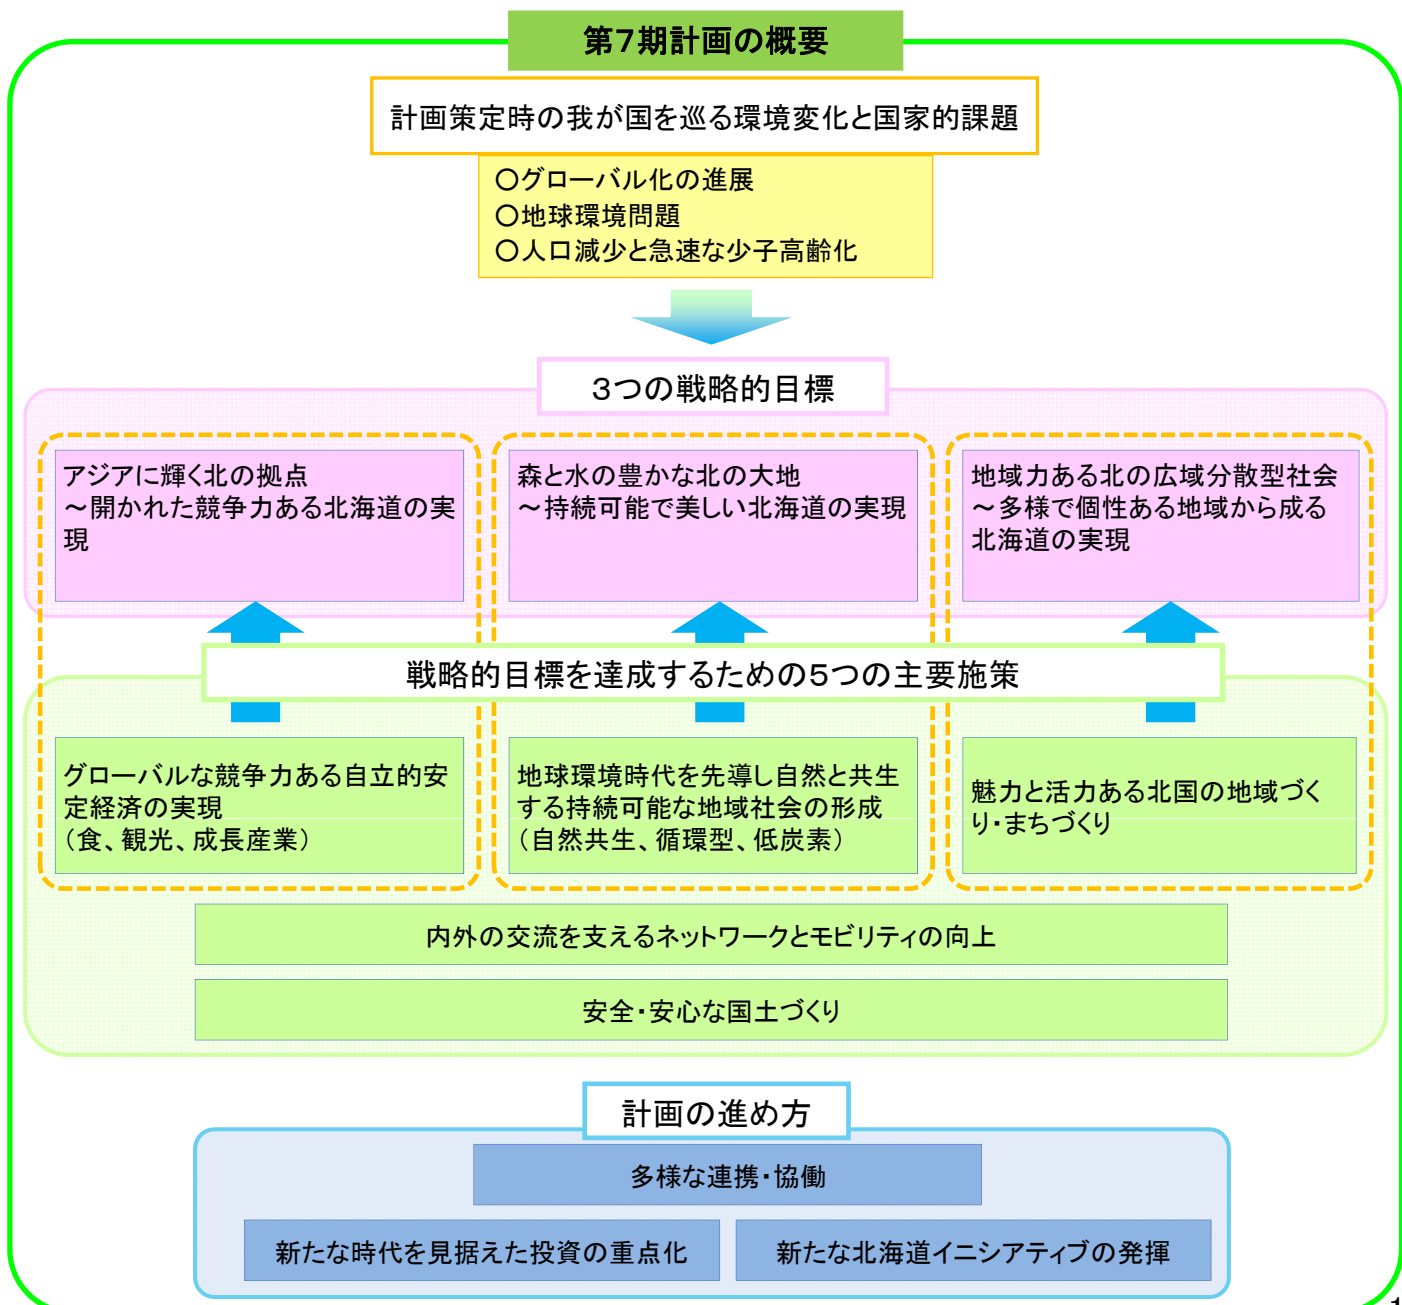 第7期計画の概要
計画策定時の我が国を巡る環境変化と国家的課題
○グローバル化の進展
○地球環境問題
○人口減少と急速な少子高齢化
3つの戦略的目標
アジアに輝く北の拠点
～開かれた競争力ある北海道の実
現
森と水の豊かな北の大地
～持続可能で美しい北海道の実現
地域力ある北の広域分散型社会
～多様で個性ある地域から成る
北海道の実現
戦略的目標を達成するための5つの主要施策
グローバルな競争力ある自立的安
定経済の実現
（食、観光、成長産業）
地球環境時代を先導し自然と共生
する持続可能な地域社会の形成
（自然共生、循環型、低炭素）
魅力と活力ある北国の地域づく
り・まちづくり
内外の交流を支えるネットワークとモビリティの向上
安全・安心な国土づくり
計画の進め方
多様な連携・協働
新たな時代を見据えた投資の重点化
新たな北海道イニシアティブの発揮